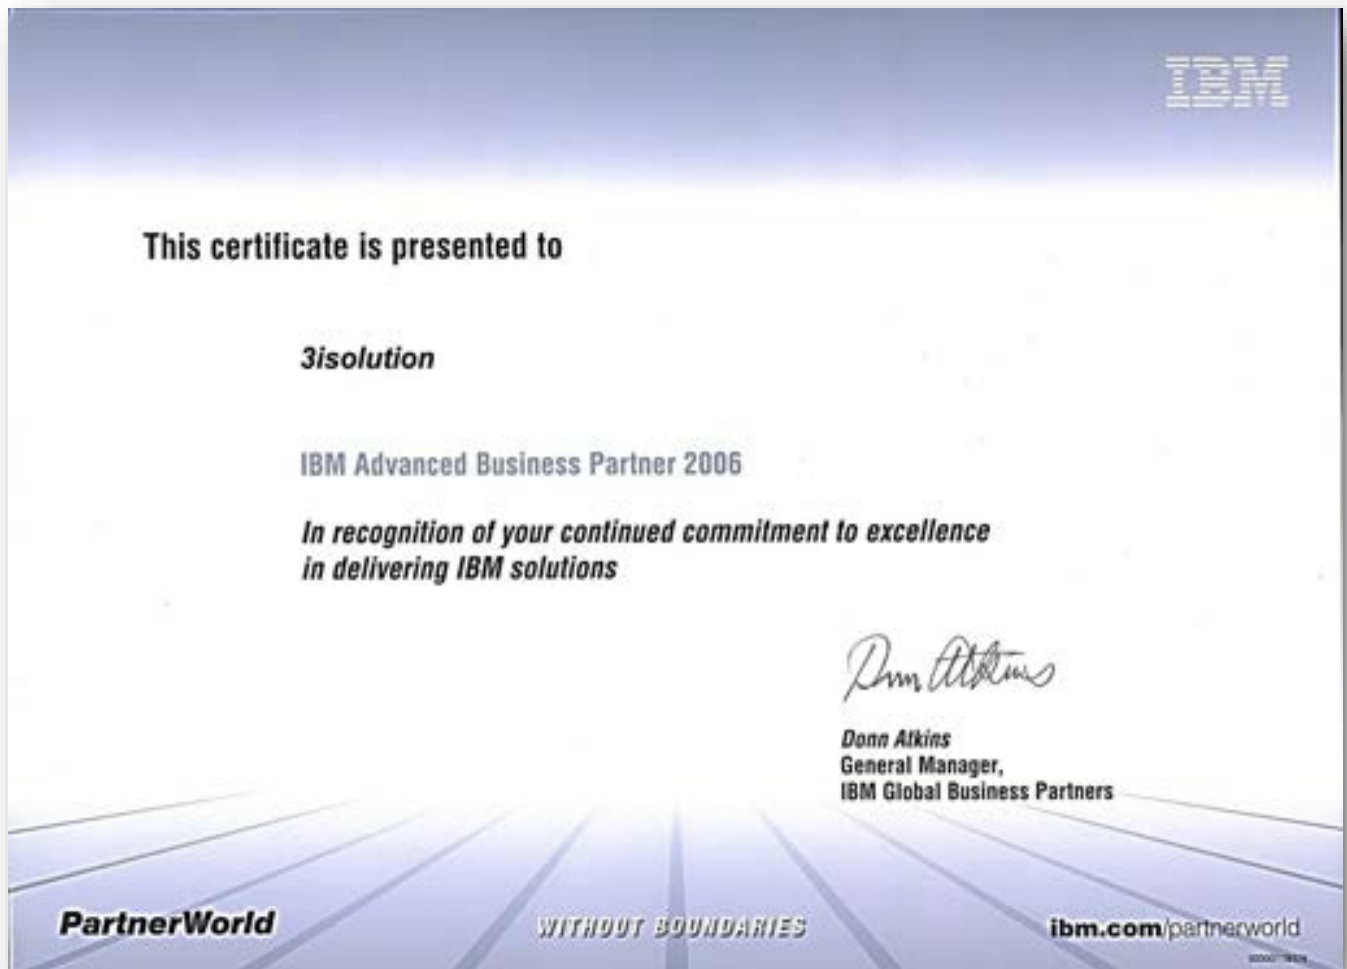 IBM
This certificate is presented to
3isolution
IBM Advanced Business Partner 2006
In recognition of your continued commitment to excellence
in delivering IBM solutions
Donn Atkins
Donn Atkins
General Manager,
IBM Global Business Partners
PartnerWorld
WITHOUT BOUNDARIES
ibm.com/partnerworld